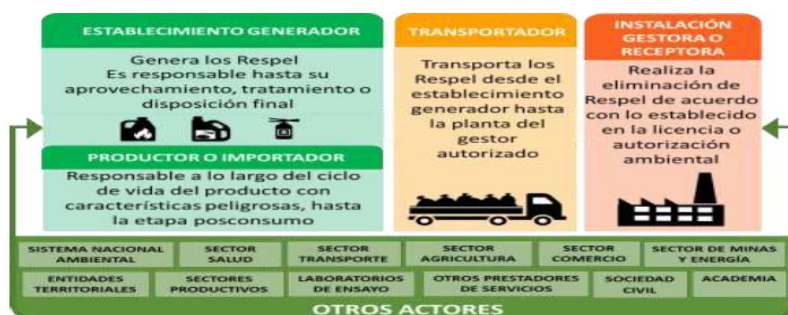 ESTABLECIMIENTO GENERADOR
Genera los Respel
Es responsable hasta su
aprovechamiento, tratamiento o
disposición final
PRODUCTOR O IMPORTADOR
Responsable a lo largo del ciclo
de vida del producto con
características peligrosas, hasta
la etapa posconsumo
TRANSPORTADOR
Transporta los
Respel desde el
establecimiento
generador hasta
la planta del
gestor
autorizado
INSTALACIÓN
GESTORA O
RECEPTORA
Realiza la
eliminación de
Respel de acuerdo
con lo establecido
en la licencia o
autorización
ambiental
SISTEMA NACIONAL
AMBIENTAL
SECTOR
SALUD
SECTOR
TRANSPORTE
SECTOR
AGRICULTURA
SECTOR
COMERCIO
SECTOR DE MINAS
Y ENERGÍA
ENTIDADES
TERRITORIALES
SECTORES
PRODUCTIVOS
LABORATORIOS
DE ENSAYO
OTROS PRESTADORES
DE SERVICIOS
SOCIEDAD
CIVIL
ACADEMIA
OTROS ACTORES